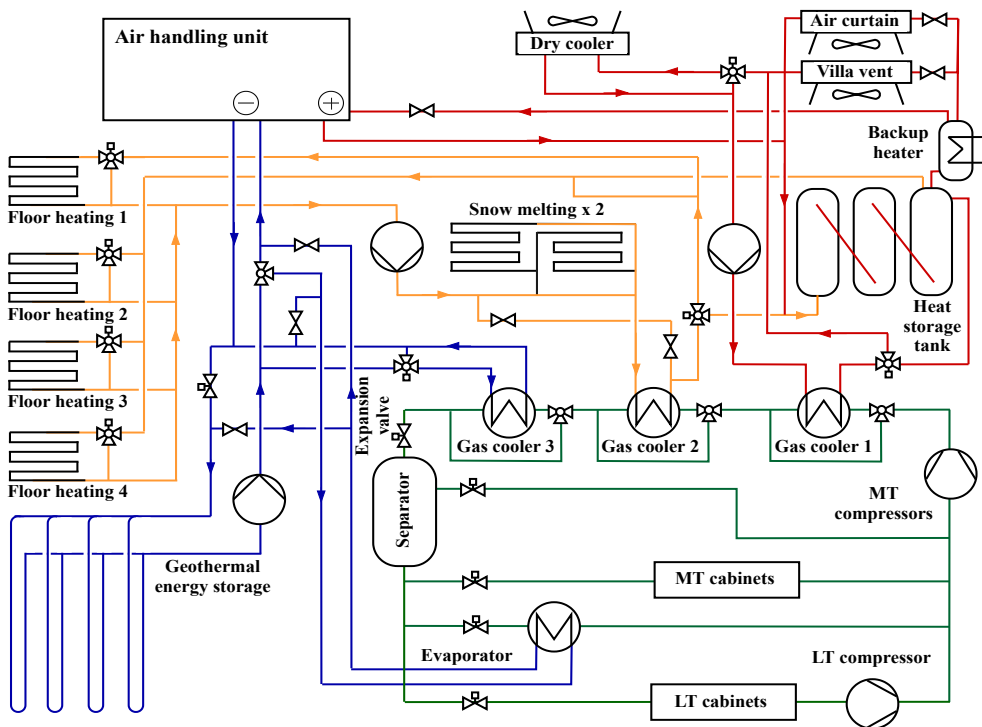 Air handling unit
Dry cooler
Air curtain
Villa vent
Backup
heater
Floor heating 1
Snow melting x 2
Floor heating 2
Heat
storage
tank
Floor heating 3
Expansion
valve
Gas cooler 3
Gas cooler 2
Gas cooler 1
Floor heating 4
Separator
MT
compressors
Geothermal
energy storage
MT cabinets
Evaporator
LT compressor
LT cabinets